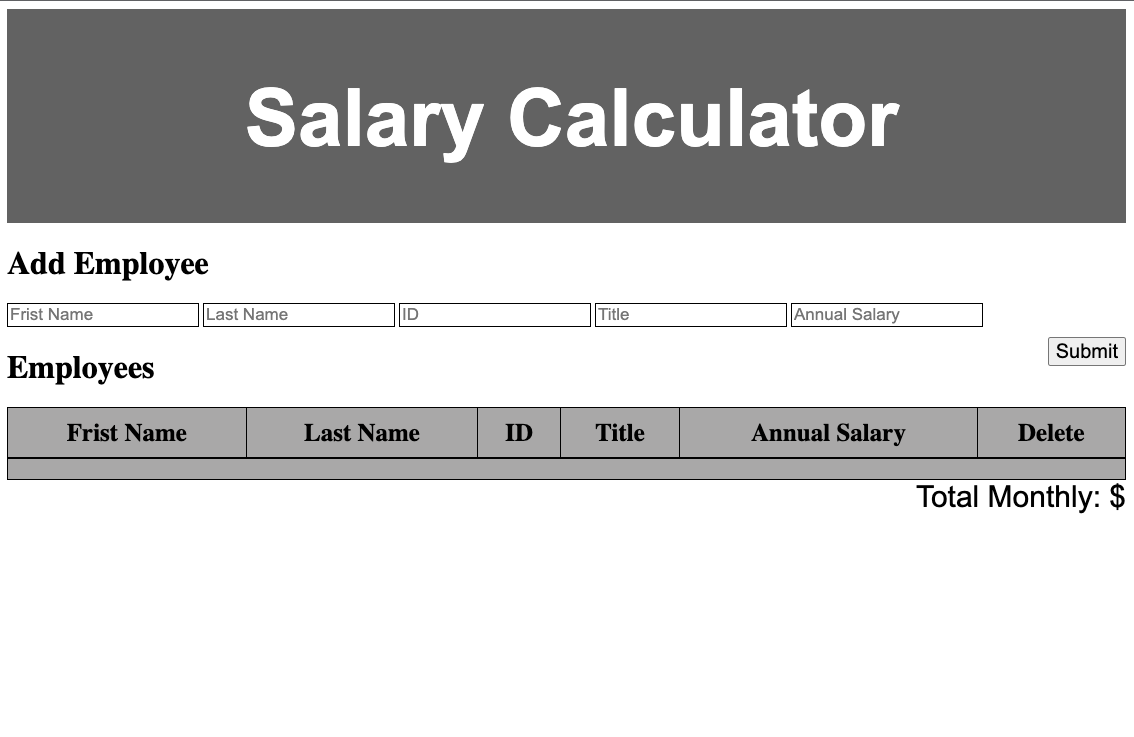 Salary Calculator
Add Employee
Frist Name Last Name ID Title Annual Salary
Submit
Employees
Frist Name Last Name ID Title Annual Salary Delete
Total Monthly: $